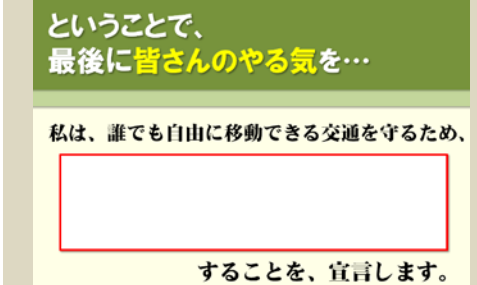 ということで、
最後に皆さんのやる気を…
私は、誰でも自由に移動できる交通を守るため、
することを、宣言します。